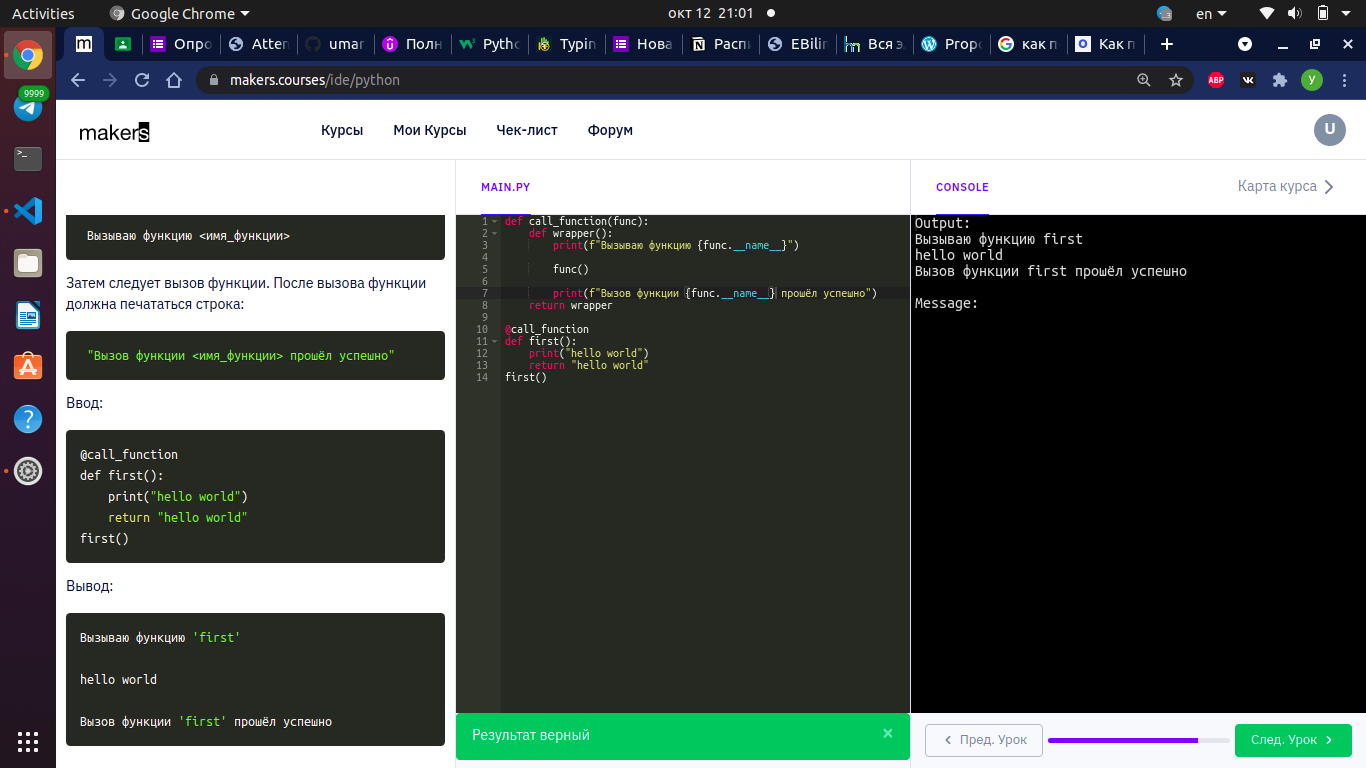 Activities
Google Chrome
окт 12 21:01
en
9999
m
Опро
Atten
umar
Полн
Pytho
Typin
Нова
Распи
EBilin
Вся э
Propo
как п
Как п
makers.courses/ide/python
ABP
У
makers
Курсы
Мои Курсы
Чек-лист
Форум
U
MAIN.PY
CONSOLE
Карта курса
Вызываю функцию <имя_функции>
Затем следует вызов функции. После вызова функции
должна печататься строка:
"Вызов функции <имя_функции> прошёл успешно"
Ввод:
@call_function
def first():
    print("hello world")
    return "hello world"
first()
Вывод:
Вызываю функцию 'first'
hello world
Вызов функции 'first' прошёл успешно
1 def call_function(func):
2     def wrapper():
3         print(f"Вызываю функцию {func.__name__}")
4
5         func()
6
7         print(f"Вызов функции {func.__name__} прошёл успешно")
8     return wrapper
9
10 @call_function
11 def first():
12     print("hello world")
13     return "hello world"
14 first()
Результат верный
×
Output:
Вызываю функцию first
hello world
Вызов функции first прошёл успешно
Message:
Пред. Урок
След. Урок